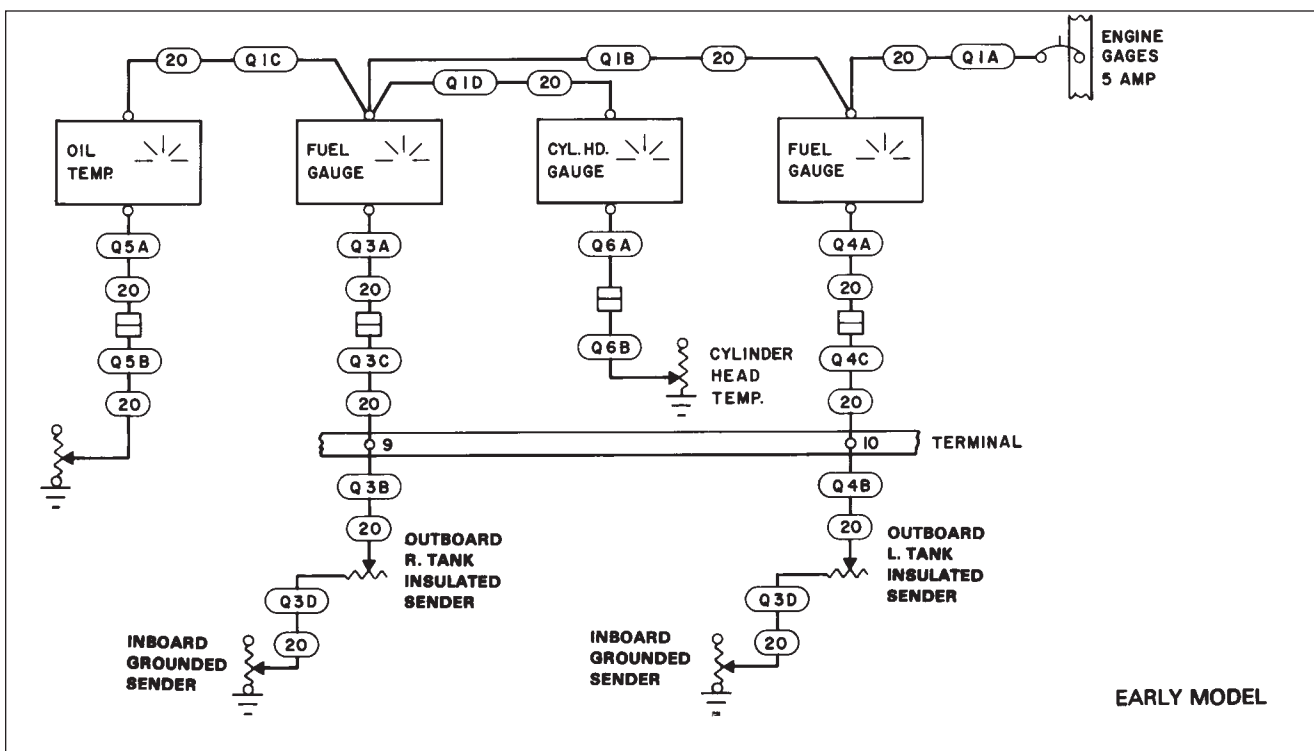 20 Q1C Q1B 20 20 Q1A
ENGINE
GAGES
5 AMP
Q1D 20
OIL
TEMP.
FUEL
GAUGE
CYL. HD.
GAUGE
FUEL
GAUGE
Q5A Q3A Q6A Q4A
20 20 20
Q5B Q3C Q6B Q4C
CYLINDER
HEAD
TEMP.
20 20 20
9 10 TERMINAL
Q3B Q4B
20 20
OUTBOARD
R. TANK
INSULATED
SENDER
OUTBOARD
L. TANK
INSULATED
SENDER
Q3D Q3D
20 20
INBOARD
GROUNDED
SENDER
INBOARD
GROUNDED
SENDER
EARLY MODEL